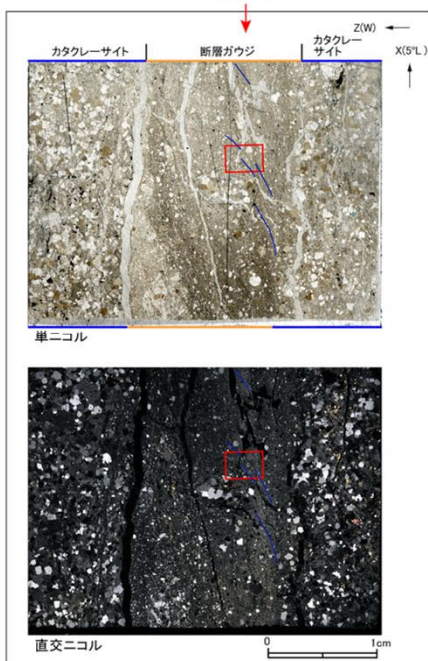 Z(W)
カタクレーサイト
断層ガウジ
カタクレー
サイト
X(5°L)
単ニコル
直交ニコル
0
1cm